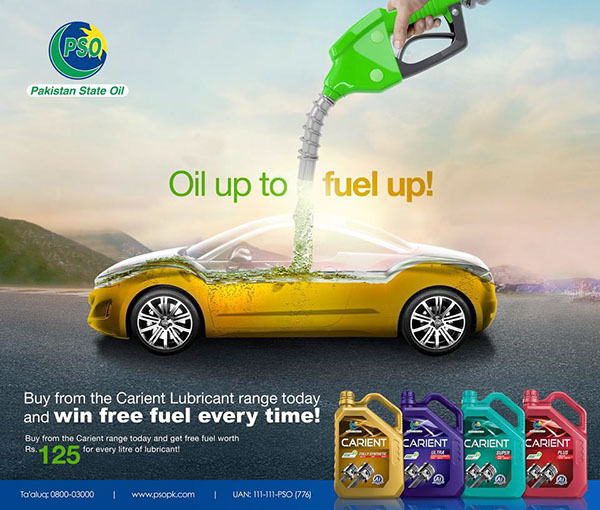 PSO
Pakistan State Oil
Oil up to fuel up!
Buy from the Carient Lubricant range today
and win free fuel every time!
Buy from the Carient range today and get free fuel worth
Rs. 125 for every litre of lubricant!
CARIENT
FULLY SYNTHETIC
CARIENT
ULTRA
CARIENT
SUPER
CARIENT
PLUS
Ta'aluq: 0800-03000 | www.psopk.com | UAN: 111-111-PSO (776)